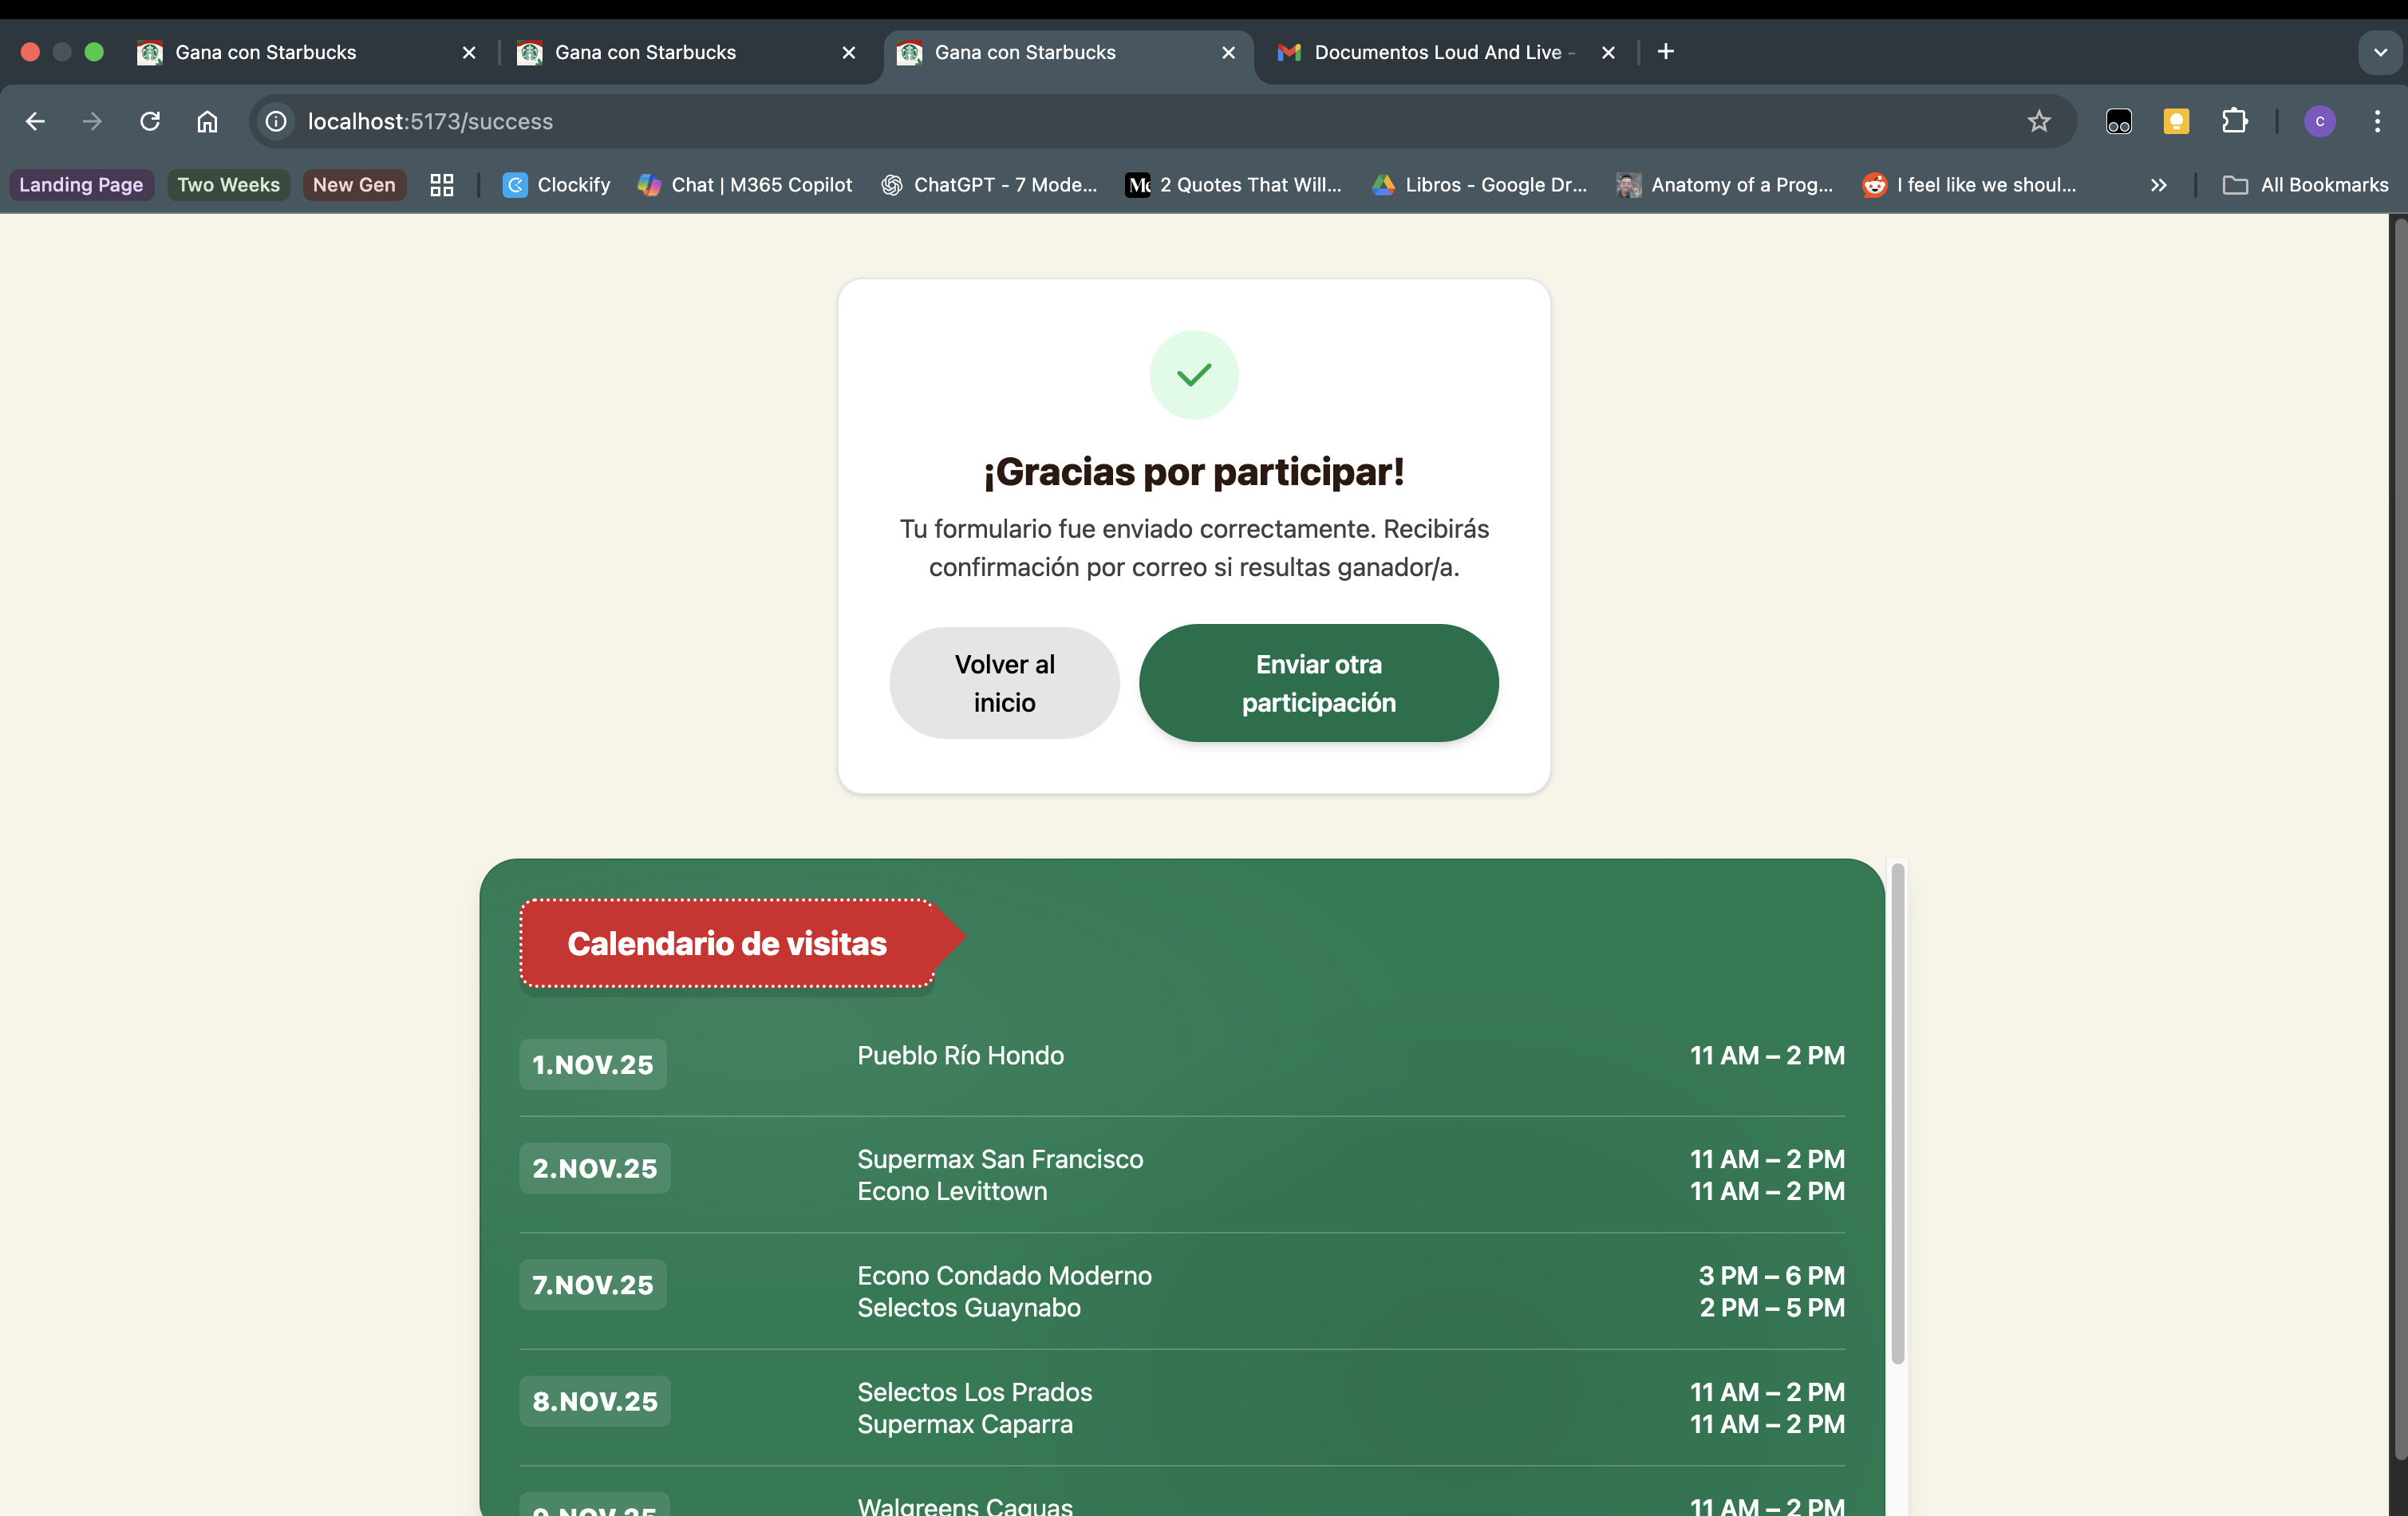 Gana con Starbucks
Gana con Starbucks
Gana con Starbucks
Documentos Loud And Live -
localhost:5173/success
C
Landing Page
Two Weeks
New Gen
Clockify
Chat | M365 Copilot
ChatGPT - 7 Mode...
2 Quotes That Will...
Libros - Google Dr...
Anatomy of a Prog...
I feel like we shoul...
All Bookmarks
¡Gracias por participar!
Tu formulario fue enviado correctamente. Recibirás
confirmación por correo si resultas ganador/a.
Volver al
inicio
Enviar otra
participación
Calendario de visitas
1.NOV.25 Pueblo Río Hondo 11 AM – 2 PM
2.NOV.25 Supermax San Francisco 11 AM – 2 PM
Econo Levittown 11 AM – 2 PM
7.NOV.25 Econo Condado Moderno 3 PM – 6 PM
Selectos Guaynabo 2 PM – 5 PM
8.NOV.25 Selectos Los Prados 11 AM – 2 PM
Supermax Caparra 11 AM – 2 PM
9.NOV.25 Walgreens Caguas 11 AM – 2 PM